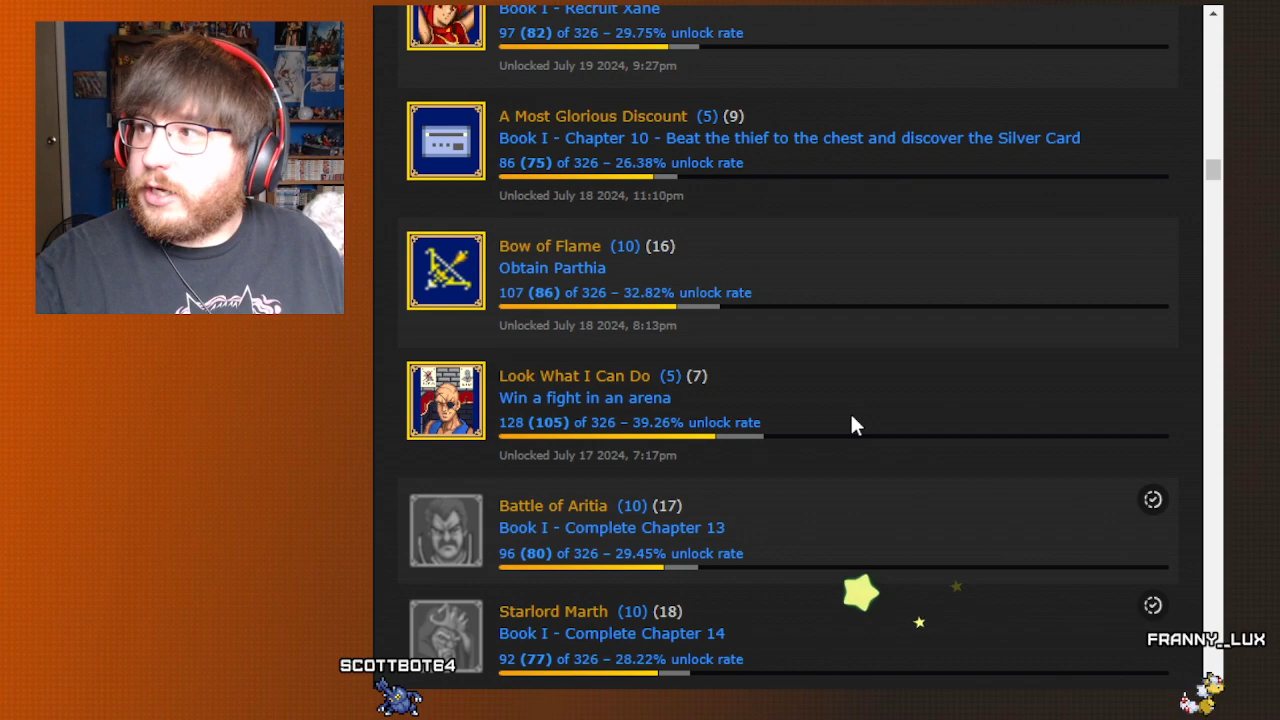 Book I - Recruit Xane
97 (82) of 326 – 29.75% unlock rate
Unlocked July 19 2024, 9:27pm
A Most Glorious Discount (5) (9)
Book I - Chapter 10 - Beat the thief to the chest and discover the Silver Card
86 (75) of 326 – 26.38% unlock rate
Unlocked July 18 2024, 11:10pm
Bow of Flame (10) (16)
Obtain Parthia
107 (86) of 326 – 32.82% unlock rate
Unlocked July 18 2024, 8:13pm
Look What I Can Do (5) (7)
Win a fight in an arena
128 (105) of 326 – 39.26% unlock rate
Unlocked July 17 2024, 7:17pm
Battle of Aritia (10) (17)
Book I - Complete Chapter 13
96 (80) of 326 – 29.45% unlock rate
Starlord Marth (10) (18)
Book I - Complete Chapter 14
92 (77) of 326 – 28.22% unlock rate
SCOTTBOT64
FRANNY__LUX